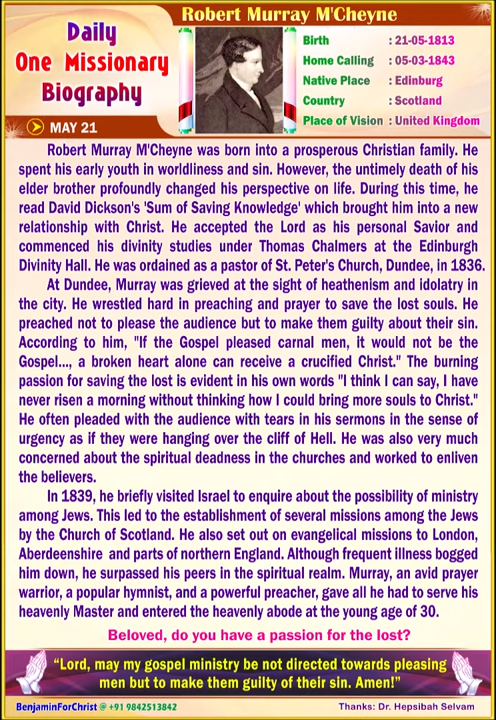 Robert Murray M'Cheyne
Daily
One Missionary
Biography
Birth : 21-05-1813
Home Calling : 05-03-1843
Native Place : Edinburg
Country : Scotland
Place of Vision : United Kingdom
MAY 21
Robert Murray M'Cheyne was born into a prosperous Christian family. He
spent his early youth in worldliness and sin. However, the untimely death of his
elder brother profoundly changed his perspective on life. During this time, he
read David Dickson's 'Sum of Saving Knowledge' which brought him into a new
relationship with Christ. He accepted the Lord as his personal Savior and
commenced his divinity studies under Thomas Chalmers at the Edinburgh
Divinity Hall. He was ordained as a pastor of St. Peter's Church, Dundee, in 1836.
At Dundee, Murray was grieved at the sight of heathenism and idolatry in
the city. He wrestled hard in preaching and prayer to save the lost souls. He
preached not to please the audience but to make them guilty about their sin.
According to him, "If the Gospel pleased carnal men, it would not be the
Gospel..., a broken heart alone can receive a crucified Christ." The burning
passion for saving the lost is evident in his own words "I think I can say, I have
never risen a morning without thinking how I could bring more souls to Christ."
He often pleaded with the audience with tears in his sermons in the sense of
urgency as if they were hanging over the cliff of Hell. He was also very much
concerned about the spiritual deadness in the churches and worked to enliven
the believers.
In 1839, he briefly visited Israel to enquire about the possibility of ministry
among Jews. This led to the establishment of several missions among the Jews
by the Church of Scotland. He also set out on evangelical missions to London,
Aberdeenshire and parts of northern England. Although frequent illness bogged
him down, he surpassed his peers in the spiritual realm. Murray, an avid prayer
warrior, a popular hymnist, and a powerful preacher, gave all he had to serve his
heavenly Master and entered the heavenly abode at the young age of 30.
Beloved, do you have a passion for the lost?
“Lord, may my gospel ministry be not directed towards pleasing
men but to make them guilty of their sin. Amen!”
BenjaminForChrist @ +91 9842513842
Thanks: Dr. Hepsibah Selvam